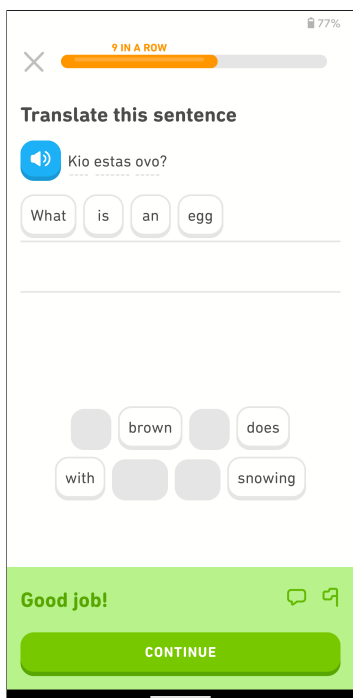 77%
9 IN A ROW
Translate this sentence
Kio estas ovo?
What is an egg
brown does
with snowing
Good job!
CONTINUE